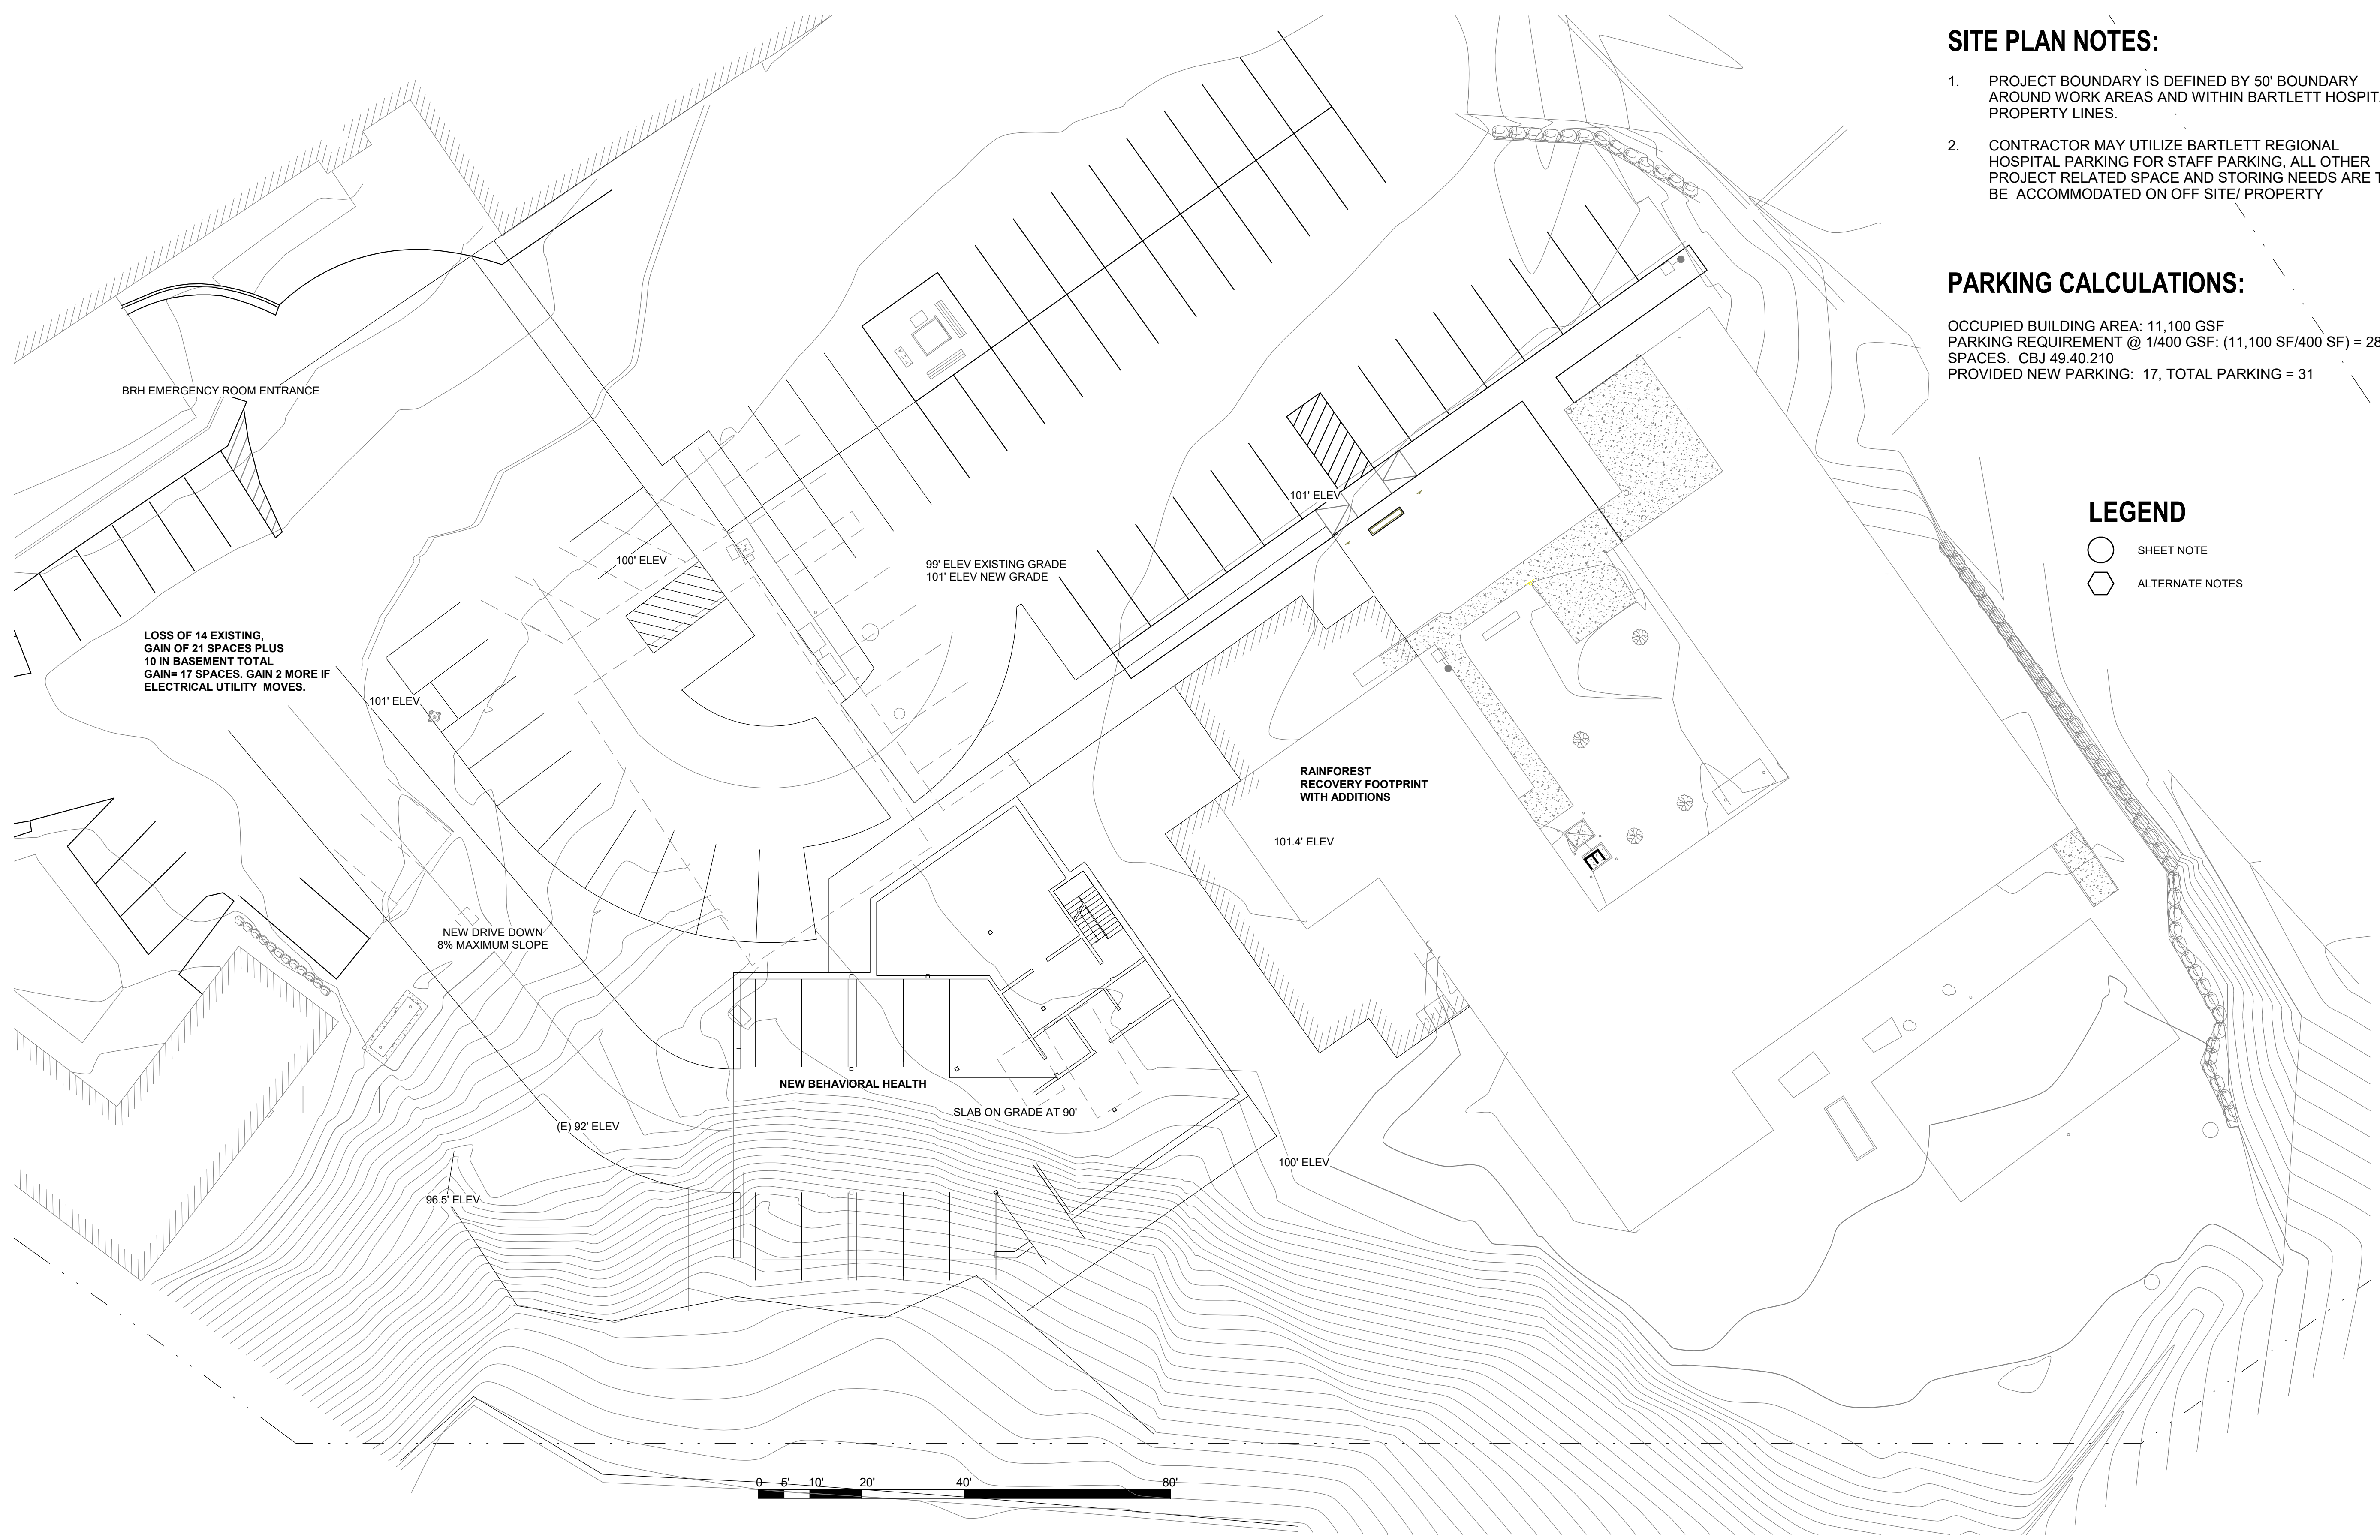 SITE PLAN NOTES:
1. PROJECT BOUNDARY IS DEFINED BY 50' BOUNDARY
AROUND WORK AREAS AND WITHIN BARTLETT
PROPERTY LINES.
2. CONTRACTOR MAY UTILIZE BARTLETT REGIONAL
HOSPITAL PARKING FOR STAFF PARKING, ALL OTHER
PROJECT RELATED SPACE AND STORING NEEDS ARE
BE ACCOMMODATED ON OFF SITE/ PROPERTY
PARKING CALCULATIONS:
OCCUPIED BUILDING AREA: 11,100 GSF
PARKING REQUIREMENT @ 1/400 GSF: (11,100 SF/400 SF) = 28
SPACES. CBJ 49.40.210
PROVIDED NEW PARKING: 17, TOTAL PARKING = 31
LEGEND
SHEET NOTE
ALTERNATE NOTES
BRH EMERGENCY ROOM ENTRANCE
101' ELEV
100' ELEV
99' ELEV EXISTING GRADE
101' ELEV NEW GRADE
LOSS OF 14 EXISTING,
GAIN OF 21 SPACES PLUS
10 IN BASEMENT TOTAL
GAIN= 17 SPACES. GAIN 2 MORE IF
ELECTRICAL UTILITY MOVES.
101' ELEV
RAINFOREST
RECOVERY FOOTPRINT
WITH ADDITIONS
101.4' ELEV
E
NEW DRIVE DOWN
8% MAXIMUM SLOPE
NEW BEHAVIORAL HEALTH
SLAB ON GRADE AT 90'
(E) 92' ELEV
100' ELEV
96.5' ELEV
0 5' 10' 20' 40' 80'